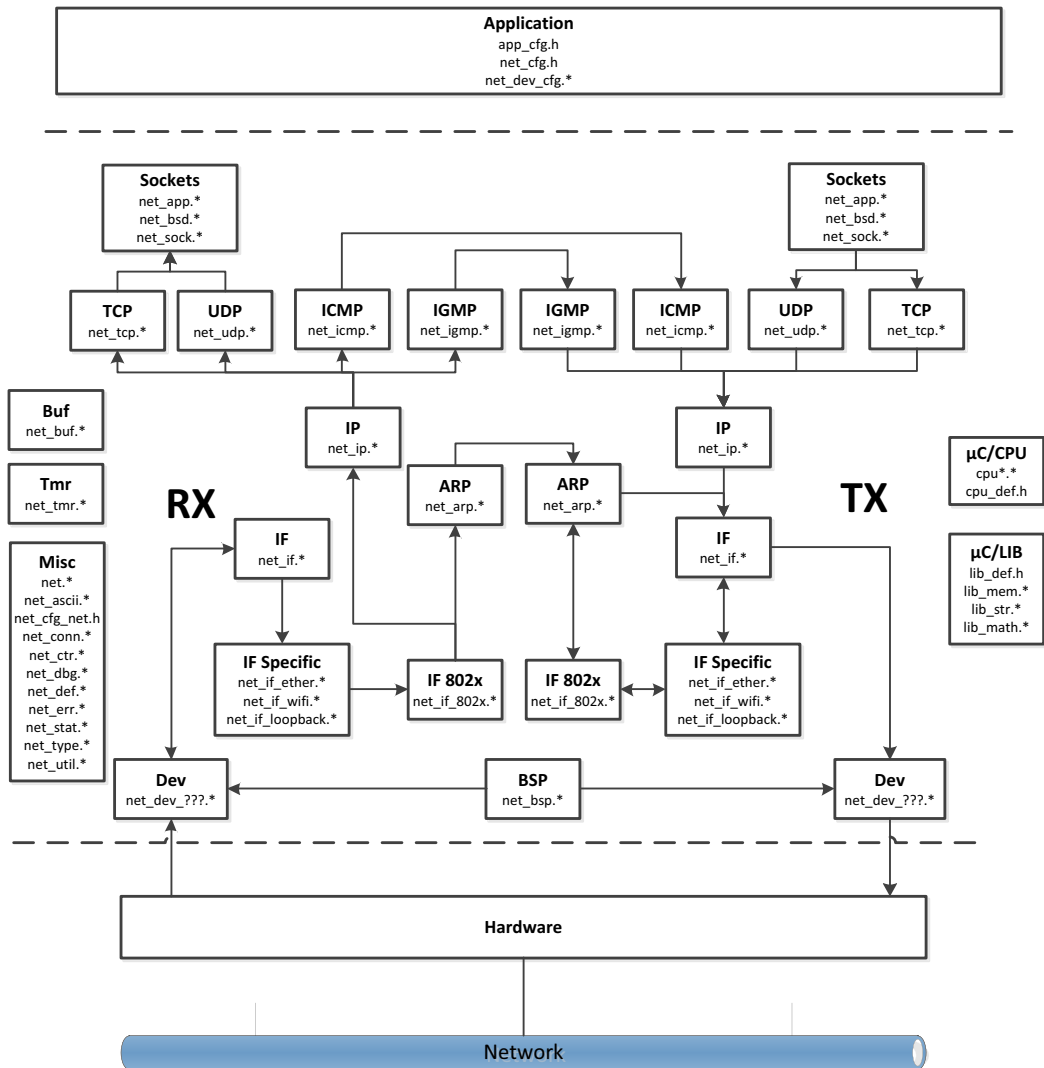 Application
app_cfg.h
net_cfg.h
net_dev_cfg.*
Sockets
net_app.*
net_bsd.*
net_sock.*
Sockets
net_app.*
net_bsd.*
net_sock.*
TCP
net_tcp.*
UDP
net_udp.*
ICMP
net_icmp.*
IGMP
net_igmp.*
IGMP
net_igmp.*
ICMP
net_icmp.*
UDP
net_udp.*
TCP
net_tcp.*
Buf
net_buf.*
Tmr
net_tmr.*
Misc
net.*
net_ascii.*
net_cfg_net.h
net_conn.*
net_ctr.*
net_dbg.*
net_def.*
net_err.*
net_stat.*
net_type.*
net_util.*
RX
IP
net_ip.*
ARP
net_arp.*
ARP
net_arp.*
IP
net_ip.*
TX
µC/CPU
cpu*.*
cpu_def.h
µC/LIB
lib_def.h
lib_mem.*
lib_str.*
lib_math.*
IF
net_if.*
IF
net_if.*
IF Specific
net_if_ether.*
net_if_wifi.*
net_if_loopback.*
IF 802x
net_if_802x.*
IF 802x
net_if_802x.*
IF Specific
net_if_ether.*
net_if_wifi.*
net_if_loopback.*
Dev
net_dev_???.*
BSP
net_bsp.*
Dev
net_dev_???.*
Hardware
Network